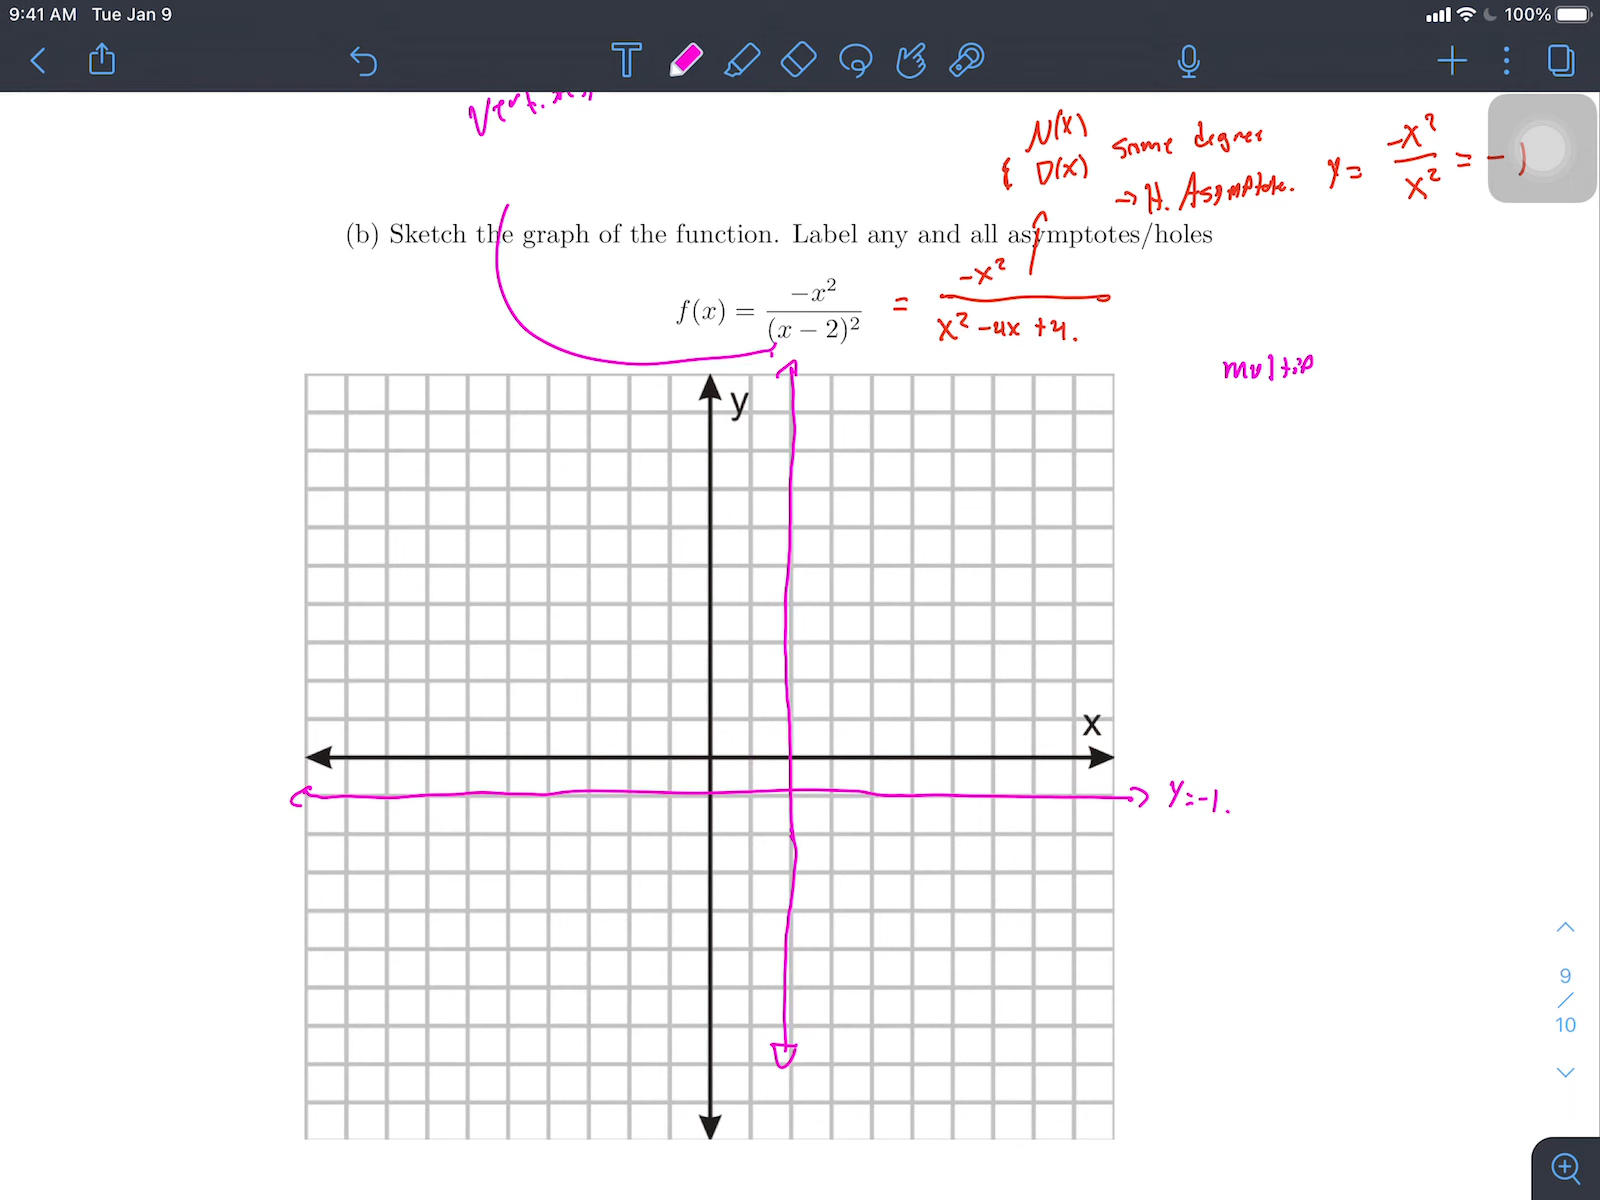 9:41 AM Tue Jan 9
100%
N(x)
D(x)
same degree
→ H. Asymptote.
y = -x² / x² = -1
(b) Sketch the graph of the function. Label any and all asymptotes/holes
f(x) = -x² / (x − 2)² = -x² / x² -4x +4.
multip
y
x
y=-1.
9
/
10